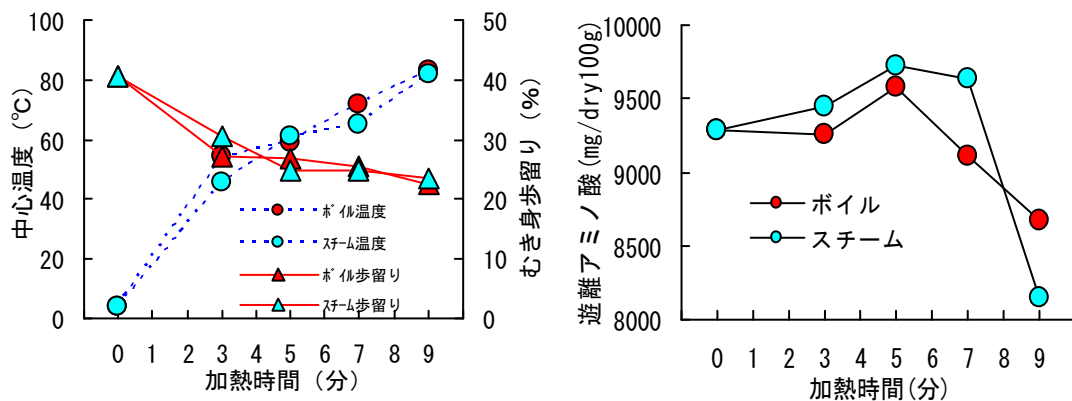 100
80
60
40
20
0
中心温度（℃）
50
40
30
20
10
0
むき身歩留り（%）
ﾎﾞｲﾙ温度
ｽﾁｰﾑ温度
ﾎﾞｲﾙ歩留り
ｽﾁｰﾑ歩留り
0 1 2 3 4 5 6 7 8 9
加熱時間（分）
10000
9500
9000
8500
8000
遊離アミノ酸(mg/dry100g)
ボイル
スチーム
0 1 2 3 4 5 6 7 8 9
加熱時間(分)